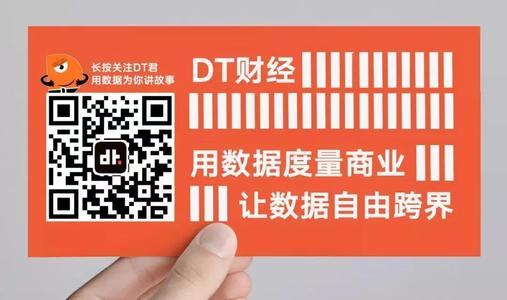 长按关注DT君
用数据为你讲故事
DT财经
用数据度量商业
让数据自由跨界
dt.